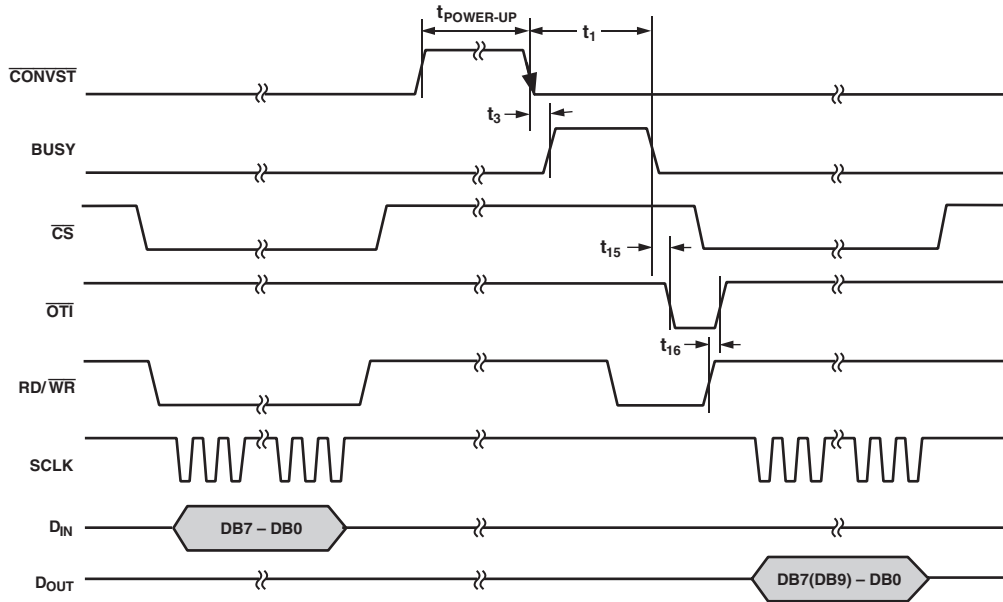 tPOWER-UP
t1
CONVST
t3
BUSY
CS
t15
OTI
t16
RD/WR
SCLK
DIN
DB7 – DB0
DOUT
DB7(DB9) – DB0